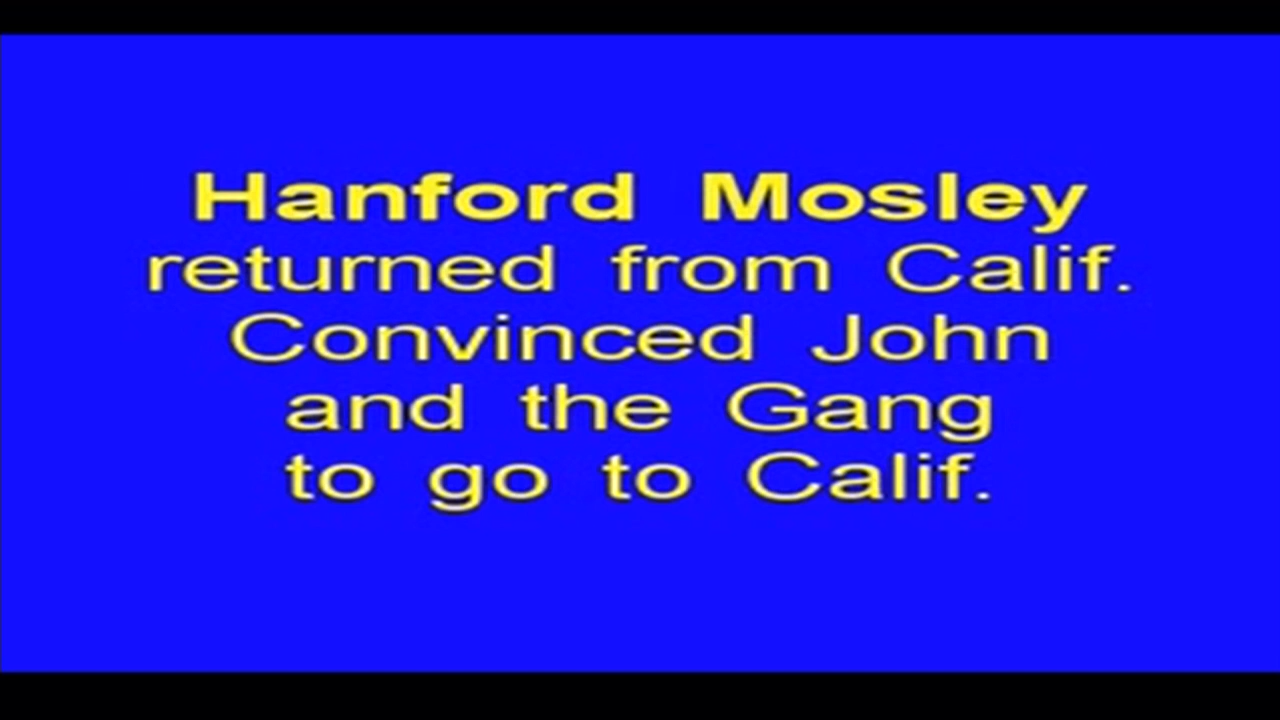 Hanford Mosley
returned from Calif.
Convinced John
and the Gang
to go to Calif.